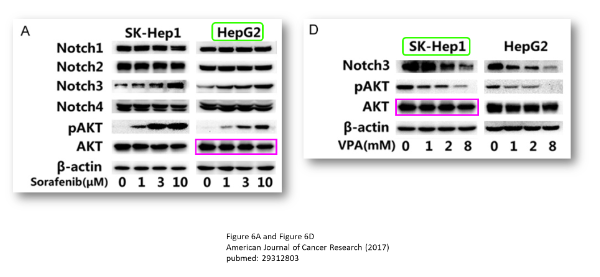 A
SK-Hep1 HepG2
Notch1
Notch2
Notch3
Notch4
pAKT
AKT
β-actin
0 1 3 10 0 1 3 10
Sorafenib(μM)
D
SK-Hep1 HepG2
Notch3
pAKT
AKT
β-actin
VPA(mM) 0 1 2 8 0 1 2 8
Figure 6A and Figure 6D
American Journal of Cancer Research (2017)
pubmed: 29312803